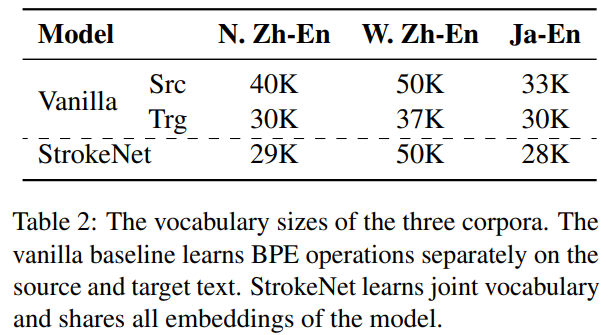 Model N. Zh-En W. Zh-En Ja-En
Vanilla Src 40K 50K 33K
Trg 30K 37K 30K
StrokeNet 29K 50K 28K
Table 2: The vocabulary sizes of the three corpora. The
vanilla baseline learns BPE operations separately on the
source and target text. StrokeNet learns joint vocabulary
and shares all embeddings of the model.